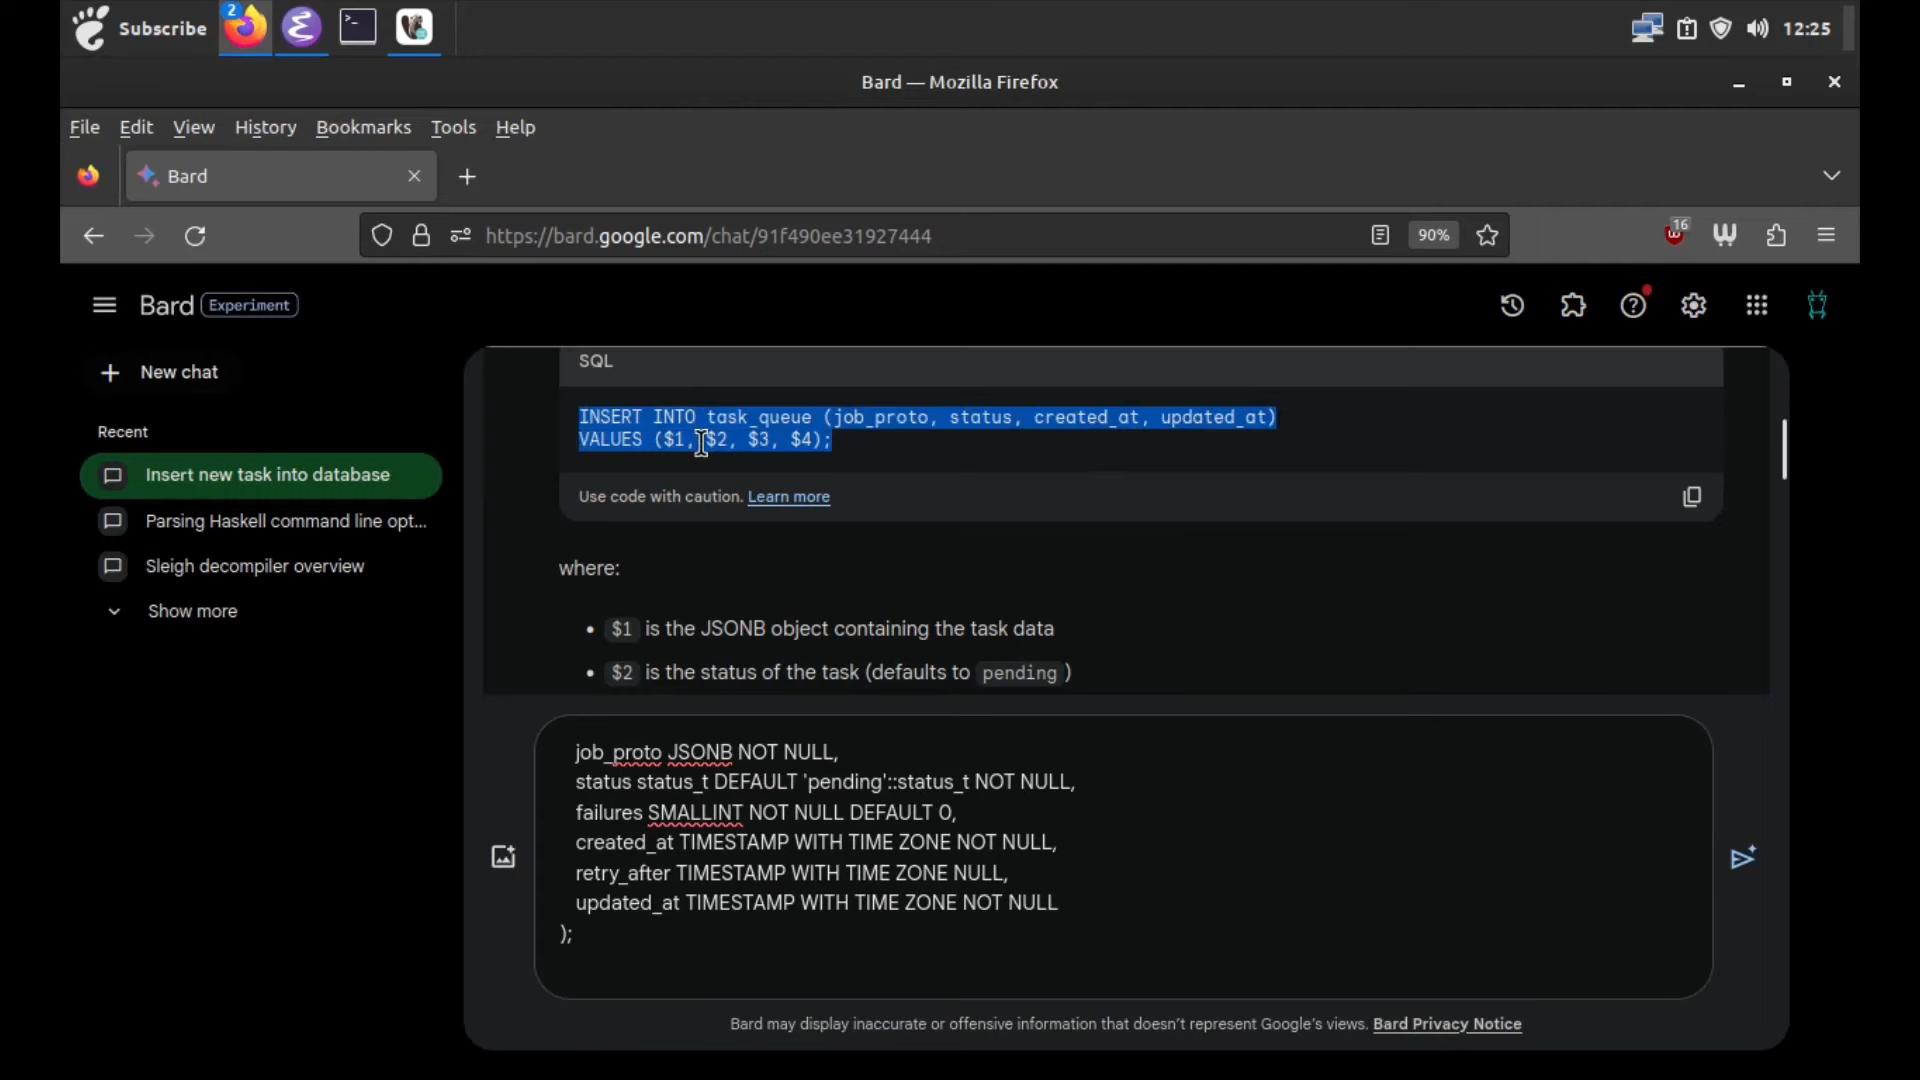 Subscribe
2
12:25
Bard — Mozilla Firefox
File Edit View History Bookmarks Tools Help
Bard
https://bard.google.com/chat/91f490ee31927444
90%
16
Bard Experiment
New chat
Recent
Insert new task into database
Parsing Haskell command line opt...
Sleigh decompiler overview
Show more
SQL
INSERT INTO task_queue (job_proto, status, created_at, updated_at)
VALUES ($1, $2, $3, $4);
Use code with caution. Learn more
where:
• $1 is the JSONB object containing the task data
• $2 is the status of the task (defaults to pending )
job_proto JSONB NOT NULL,
status status_t DEFAULT 'pending'::status_t NOT NULL,
failures SMALLINT NOT NULL DEFAULT 0,
created_at TIMESTAMP WITH TIME ZONE NOT NULL,
retry_after TIMESTAMP WITH TIME ZONE NULL,
updated_at TIMESTAMP WITH TIME ZONE NOT NULL
);
Bard may display inaccurate or offensive information that doesn't represent Google's views. Bard Privacy Notice